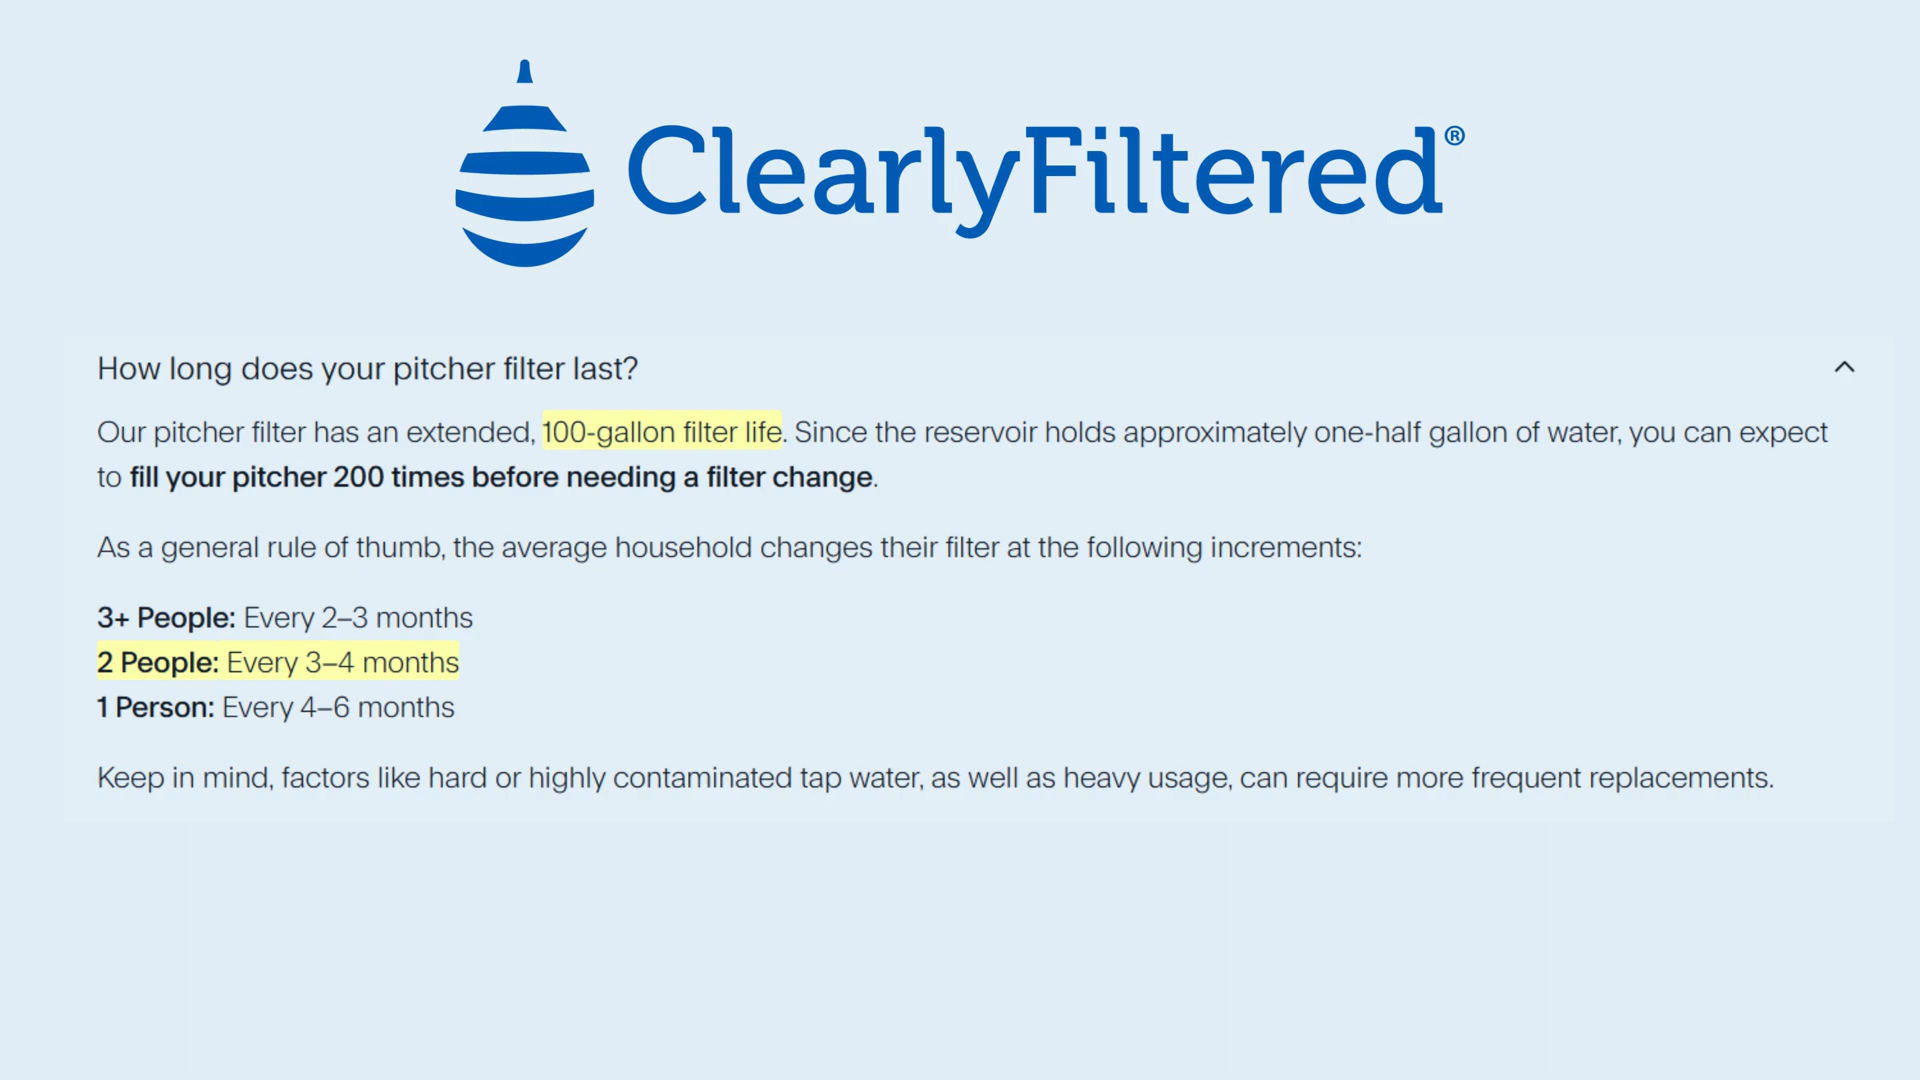 ClearlyFiltered®
How long does your pitcher filter last?
Our pitcher filter has an extended, 100-gallon filter life. Since the reservoir holds approximately one-half gallon of water, you can expect
to fill your pitcher 200 times before needing a filter change.
As a general rule of thumb, the average household changes their filter at the following increments:
3+ People: Every 2–3 months
2 People: Every 3–4 months
1 Person: Every 4–6 months
Keep in mind, factors like hard or highly contaminated tap water, as well as heavy usage, can require more frequent replacements.